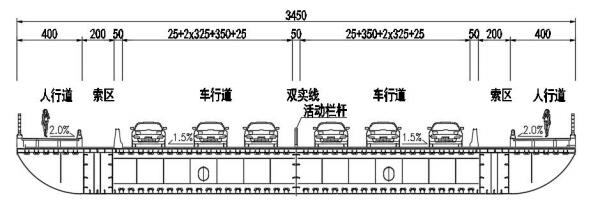 3450
400 200 50 25+2x325+350+25 50 25+350+2x325+25 50 200 400
人行道 索区 车行道 双实线 车行道 索区 人行道
活动栏杆
2.0% 1.5% 1.5% 2.0%